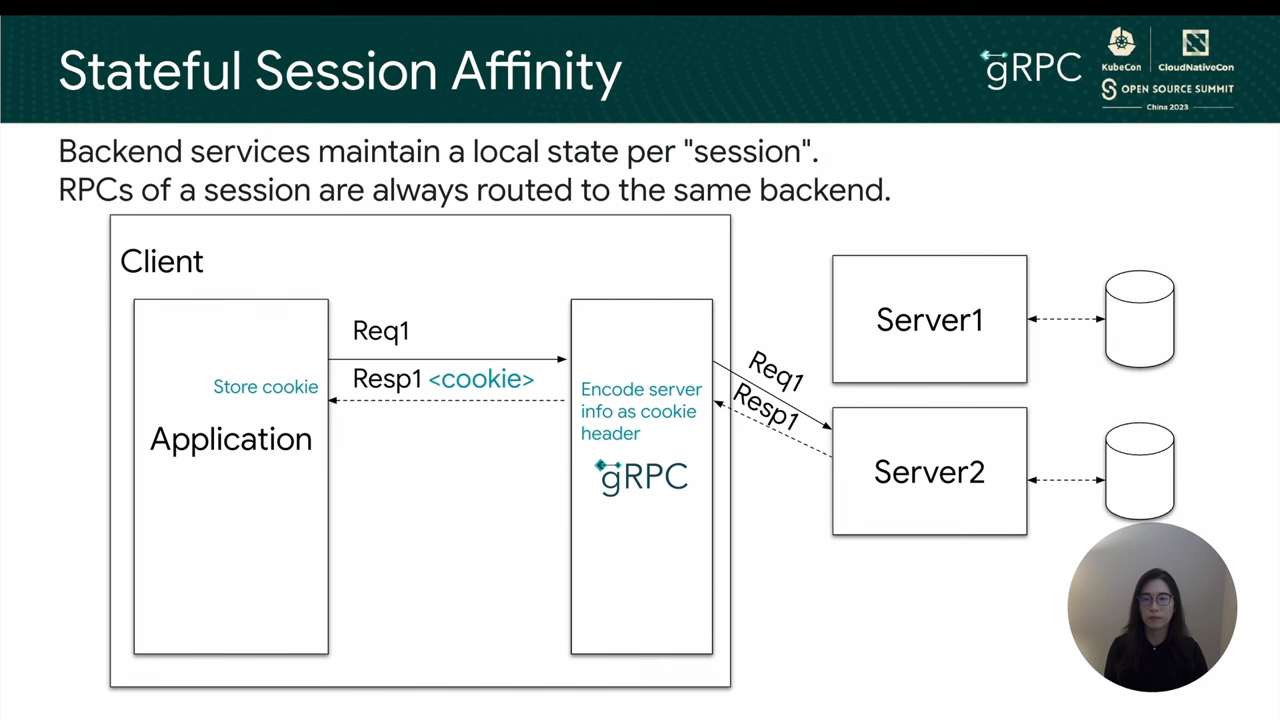 Stateful Session Affinity
gRPC
KubeCon
CloudNativeCon
OPEN SOURCE SUMMIT
China 2023
Backend services maintain a local state per "session".
RPCs of a session are always routed to the same backend.
Client
Req1
Store cookie
Resp1 <cookie>
Application
Encode server
info as cookie
header
gRPC
Req1
Resp1
Server1
Server2